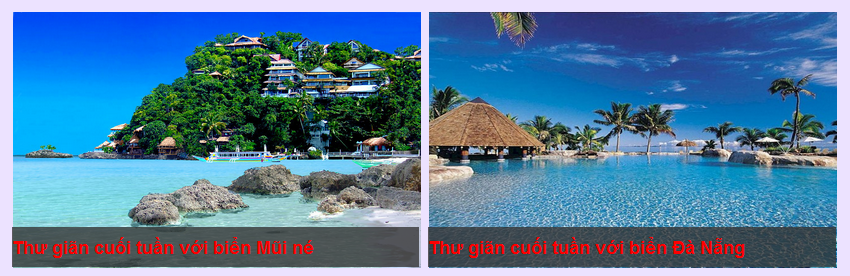 Thư giãn cuối tuần với biển Mũi né
Thư giãn cuối tuần với biển Đà Nẵng